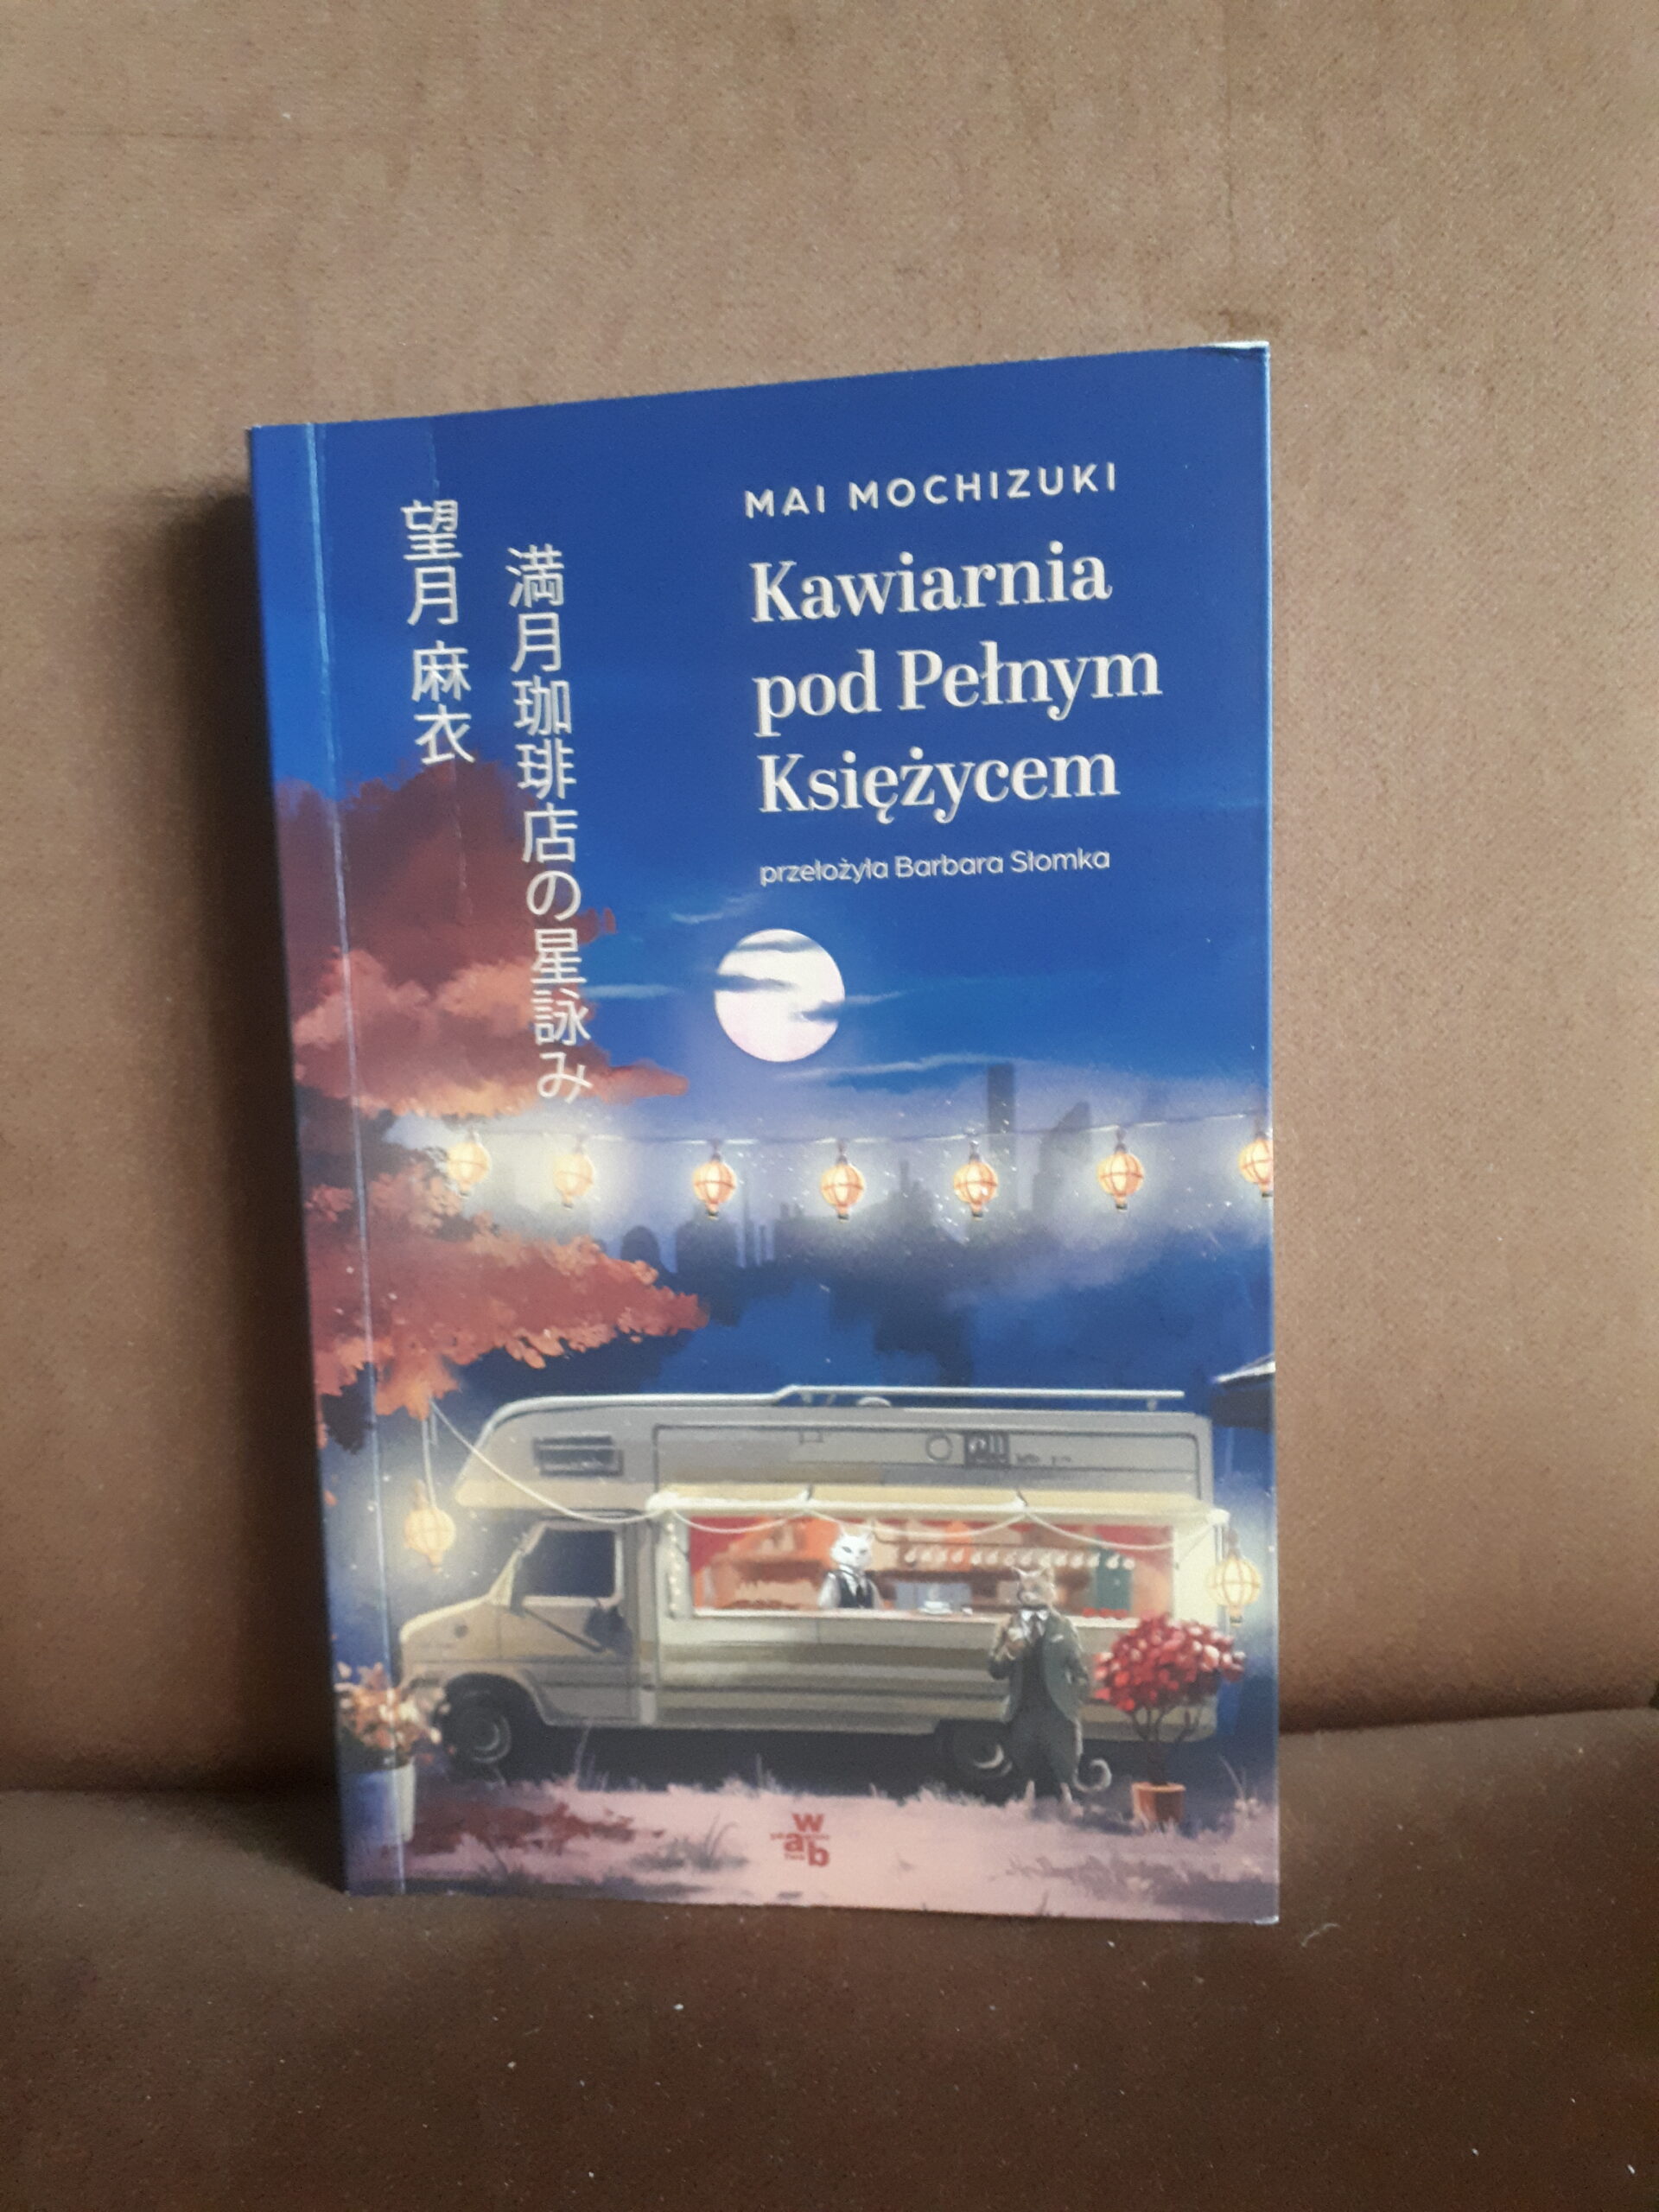 MAI MOCHIZUKI
Kawiarnia
pod Pełnym
Księżycem
przełożyła Barbara Słomka
満月珈琲店の星詠み
望月 麻衣
w
ab